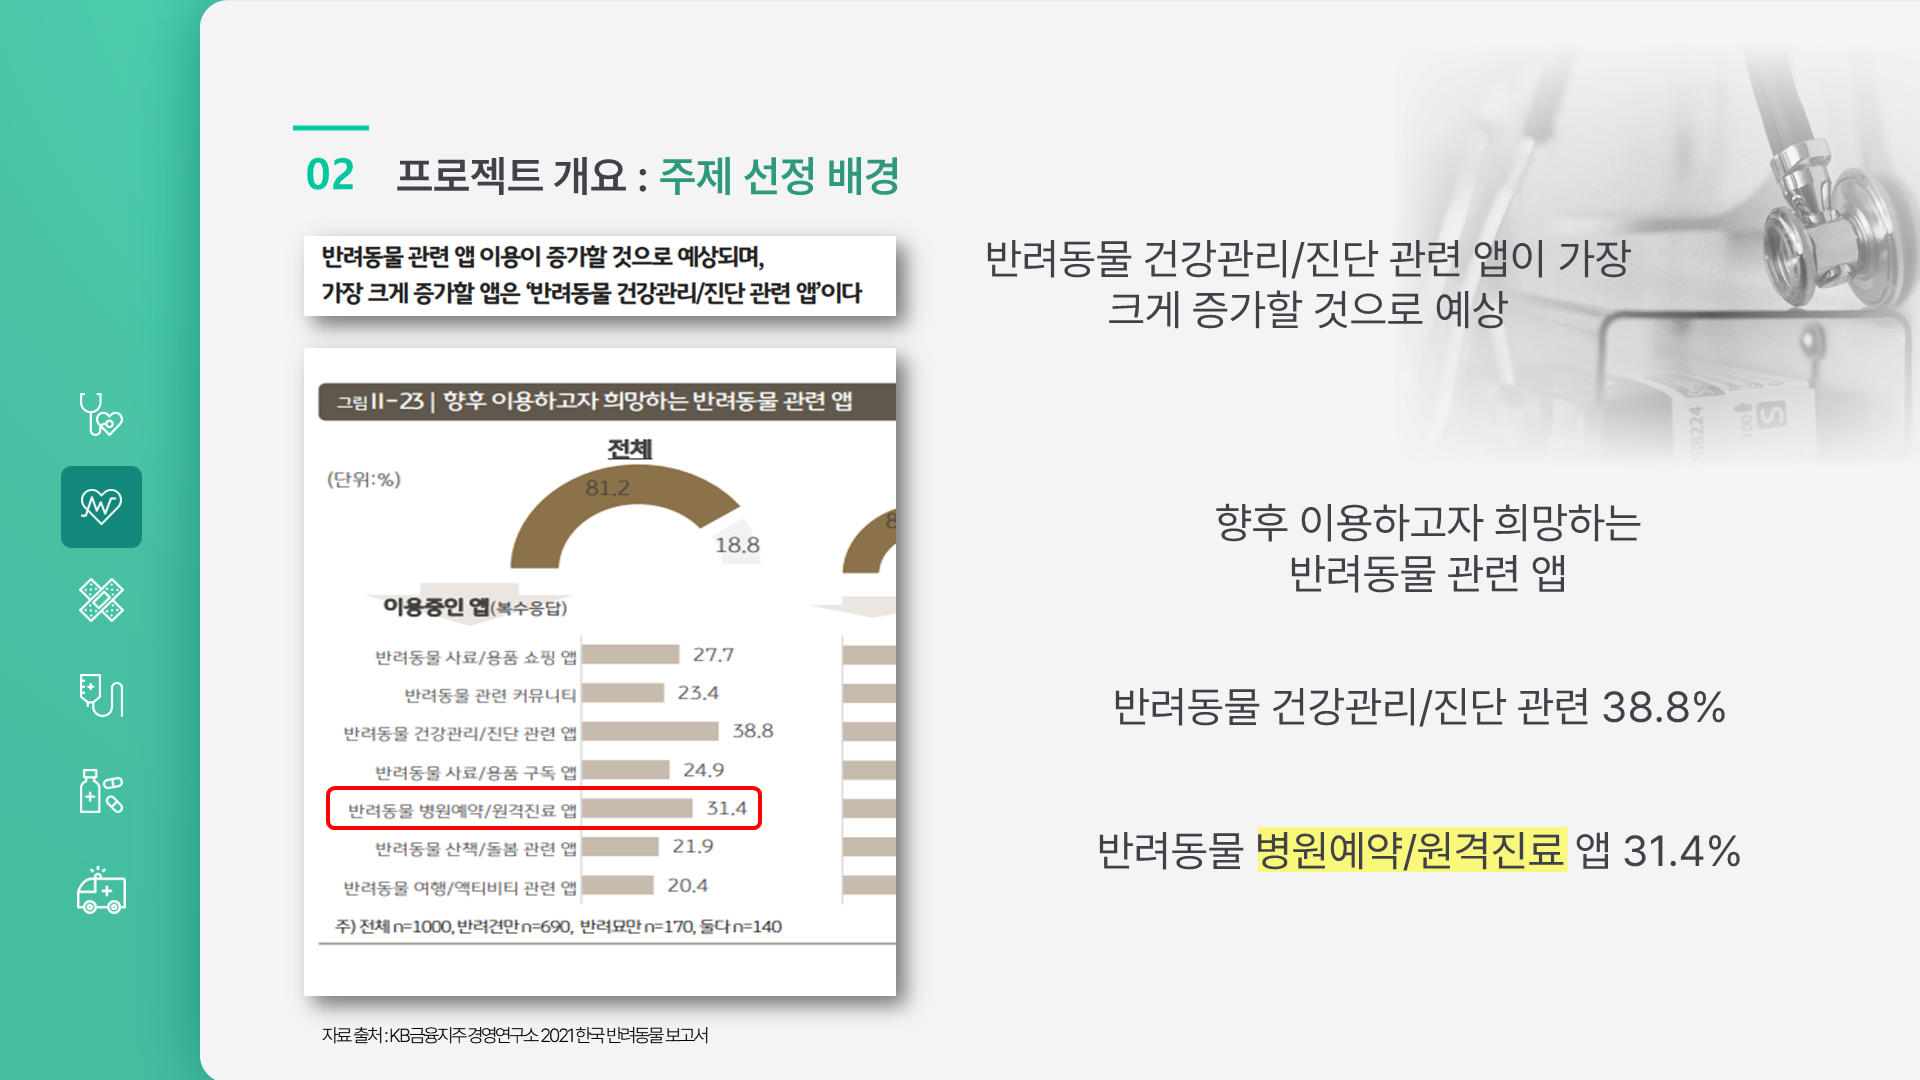 02 프로젝트 개요 : 주제 선정 배경
반려동물 관련 앱 이용이 증가할 것으로 예상되며,
가장 크게 증가할 앱은 ‘반려동물 건강관리/진단 관련 앱’이다
그림 II-23 | 향후 이용하고자 희망하는 반려동물 관련 앱
전체
(단위:%)
81.2
18.8
8
이용중인 앱(복수응답)
반려동물 사료/용품 쇼핑 앱 27.7
반려동물 관련 커뮤니티 23.4
반려동물 건강관리/진단 관련 앱 38.8
반려동물 사료/용품 구독 앱 24.9
반려동물 병원예약/원격진료 앱 31.4
반려동물 산책/돌봄 관련 앱 21.9
반려동물 여행/액티비티 관련 앱 20.4
주) 전체 n=1000, 반려견만 n=690, 반려묘만 n=170, 둘다 n=140
자료 출처 : KB금융지주 경영연구소 2021 한국 반려동물 보고서
반려동물 건강관리/진단 관련 앱이 가장
크게 증가할 것으로 예상
향후 이용하고자 희망하는
반려동물 관련 앱
반려동물 건강관리/진단 관련 38.8%
반려동물 병원예약/원격진료 앱 31.4%